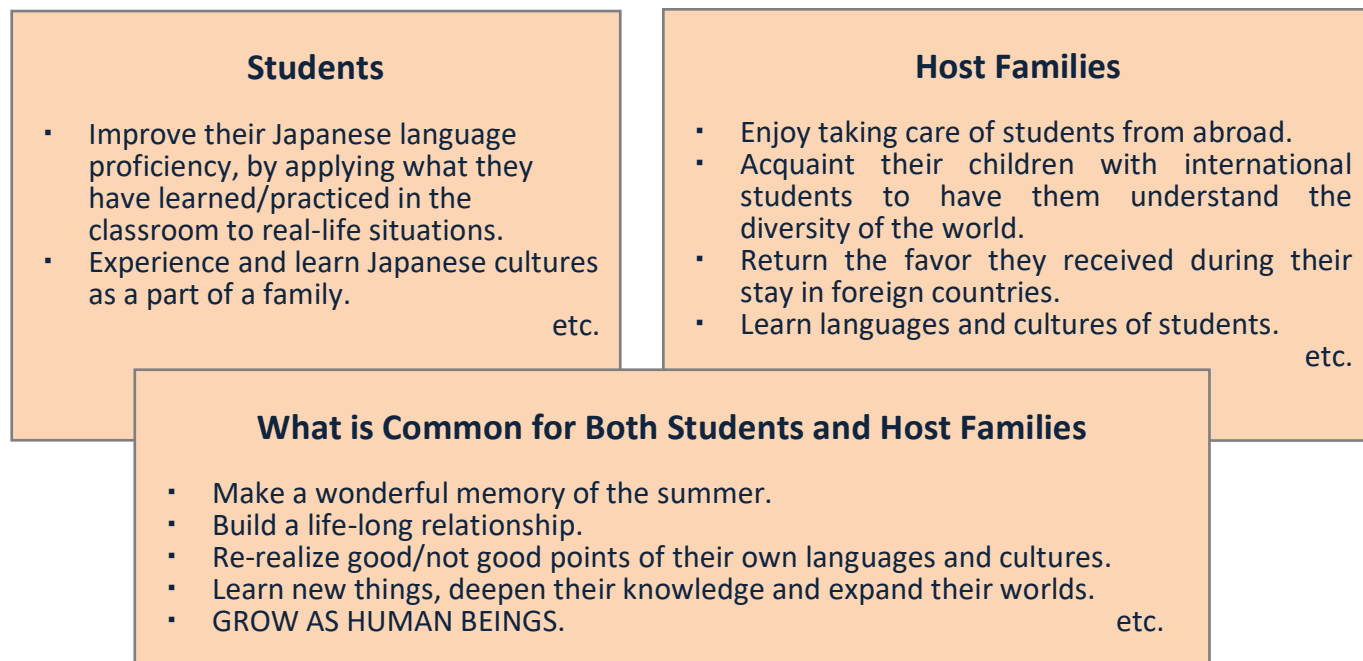 Students
▪ Improve their Japanese language
proficiency, by applying what they
have learned/practiced in the
classroom to real-life situations.
▪ Experience and learn Japanese cultures
as a part of a family.
etc.
Host Families
▪ Enjoy taking care of students from abroad.
▪ Acquaint their children with international
students to have them understand the
diversity of the world.
▪ Return the favor they received during their
stay in foreign countries.
▪ Learn languages and cultures of students.
etc.
What is Common for Both Students and Host Families
▪ Make a wonderful memory of the summer.
▪ Build a life-long relationship.
▪ Re-realize good/not good points of their own languages and cultures.
▪ Learn new things, deepen their knowledge and expand their worlds.
▪ GROW AS HUMAN BEINGS. etc.